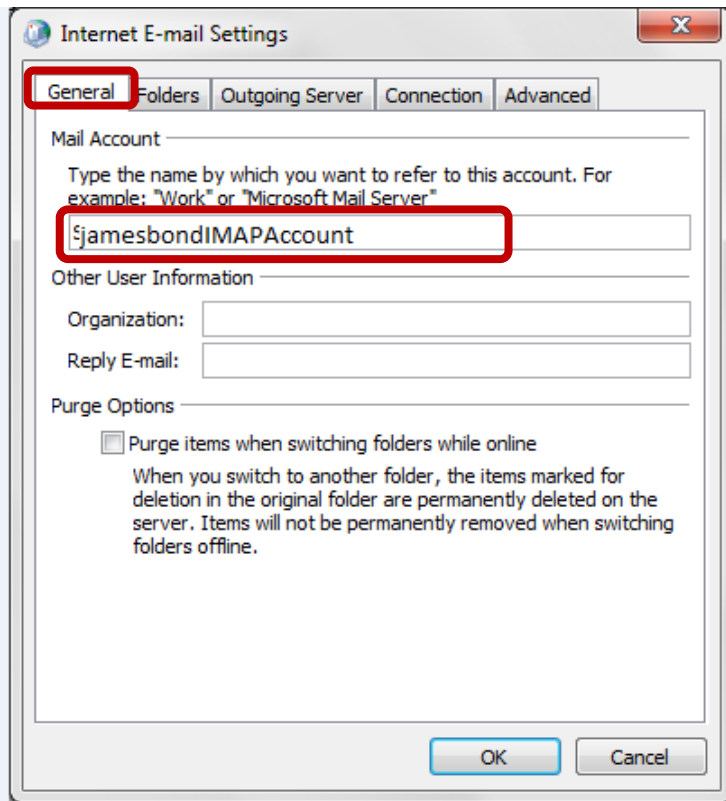 Internet E-mail Settings
General Folders Outgoing Server Connection Advanced
Mail Account
Type the name by which you want to refer to this account. For
example: "Work" or "Microsoft Mail Server"
jamesbondIMAPAccount
Other User Information
Organization:
Reply E-mail:
Purge Options
Purge items when switching folders while online
When you switch to another folder, the items marked for
deletion in the original folder are permanently deleted on the
server. Items will not be permanently removed when switching
folders offline.
OK Cancel